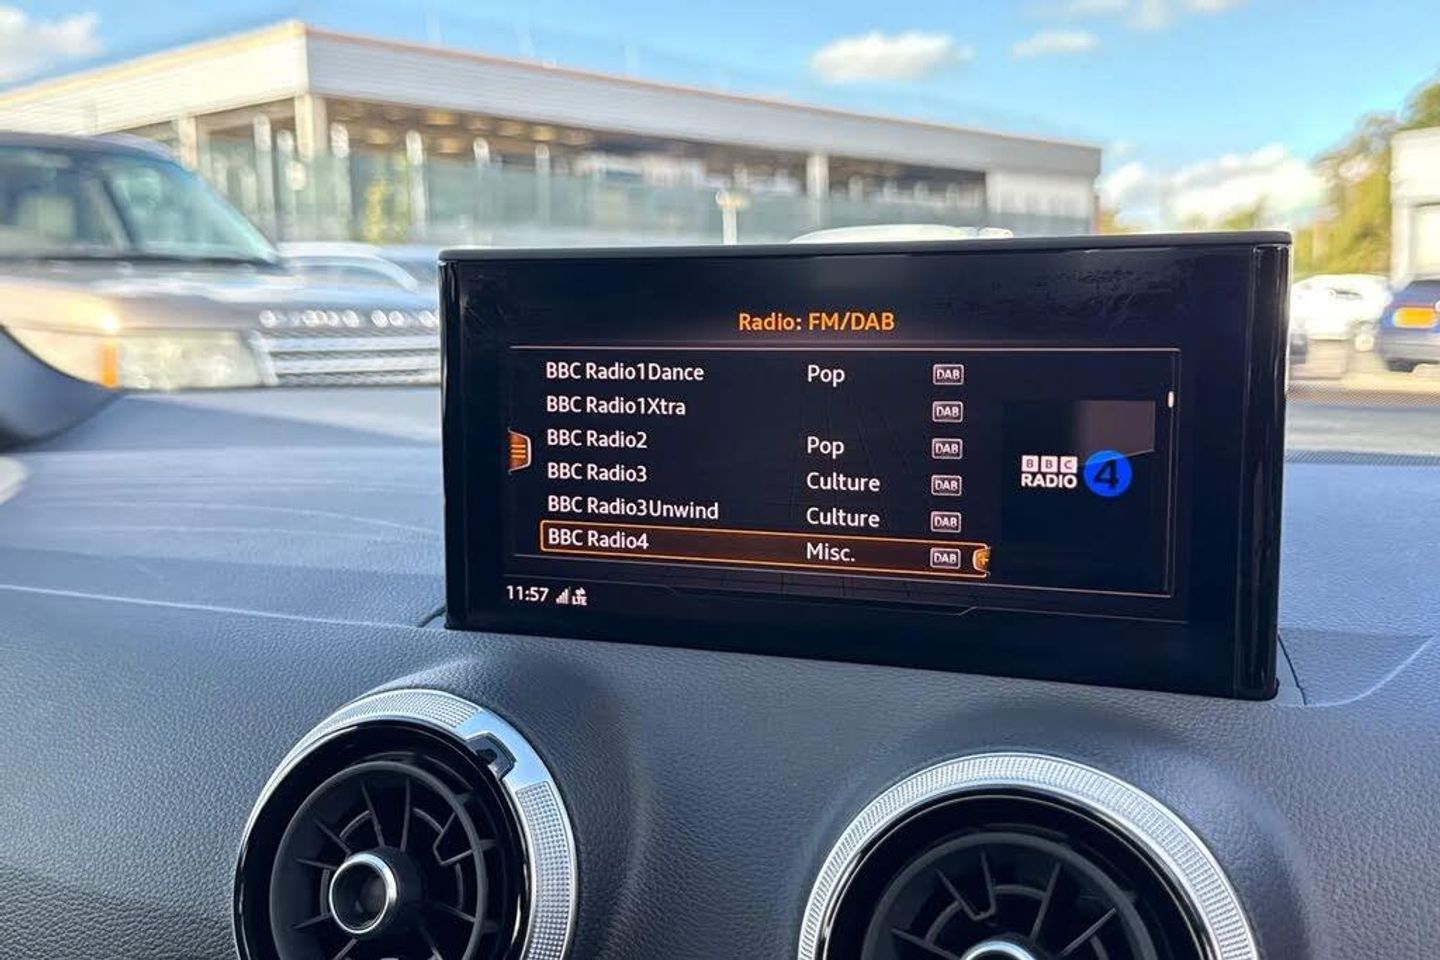 Radio: FM/DAB
BBC Radio1Dance Pop DAB
BBC Radio1Xtra DAB
BBC Radio2 Pop DAB
BBC Radio3 Culture DAB
BBC Radio3Unwind Culture DAB
BBC Radio4 Misc. DAB
BBC
RADIO 4
11:57 LTE